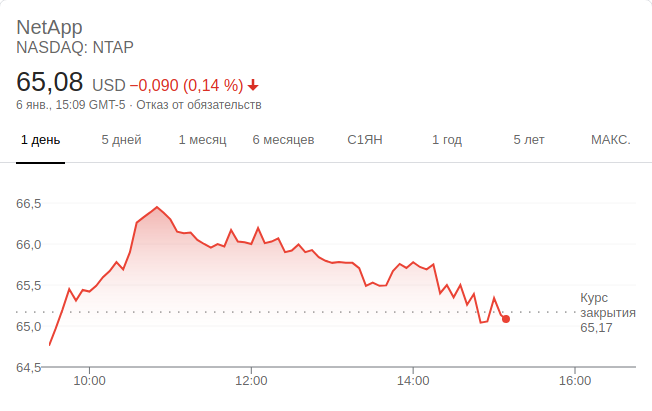 NetApp
NASDAQ: NTAP
65,08 USD −0,090 (0,14 %)
6 янв., 15:09 GMT-5 · Отказ от обязательств
1 день 5 дней 1 месяц 6 месяцев С1ЯН 1 год 5 лет МАКС.
66,5
66,0
65,5
Курс
закрытия
65,17
65,0
64,5
10:00 12:00 14:00 16:00